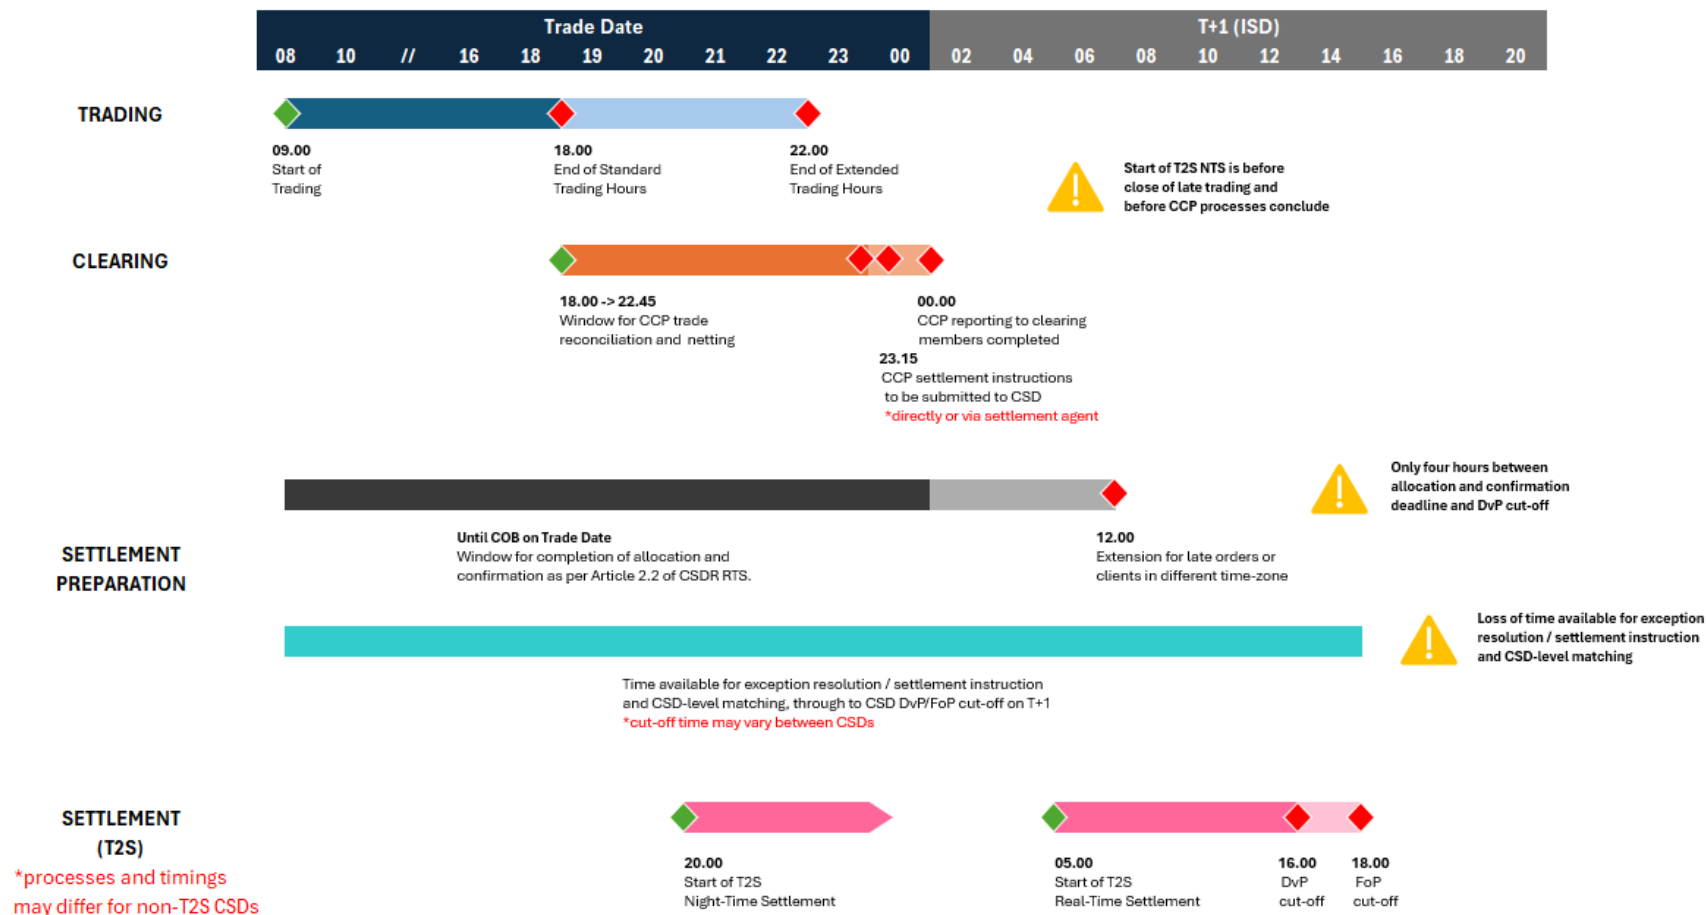 Trade Date
T+1 (ISD)
08 10 // 16 18 19 20 21 22 23 00 02 04 06 08 10 12 14 16 18 20
TRADING
09.00
Start of
Trading
18.00
End of Standard
Trading Hours
22.00
End of Extended
Trading Hours
Start of T2S NTS is before
close of late trading and
before CCP processes conclude
CLEARING
18.00 -> 22.45
Window for CCP trade
reconciliation and netting
00.00
CCP reporting to clearing
members completed
23.15
CCP settlement instructions
to be submitted to CSD
*directly or via settlement agent
Only four hours between
allocation and confirmation
deadline and DvP cut-off
SETTLEMENT
PREPARATION
Until COB on Trade Date
Window for completion of allocation and
confirmation as per Article 2.2 of CSDR RTS.
12.00
Extension for late orders or
clients in different time-zone
Loss of time available for exception
resolution / settlement instruction
and CSD-level matching
Time available for exception resolution / settlement instruction
and CSD-level matching, through to CSD DvP/FoP cut-off on T+1
*cut-off time may vary between CSDs
SETTLEMENT
(T2S)
*processes and timings
may differ for non-T2S CSDs
20.00
Start of T2S
Night-Time Settlement
05.00
Start of T2S
Real-Time Settlement
16.00
DvP
cut-off
18.00
FoP
cut-off